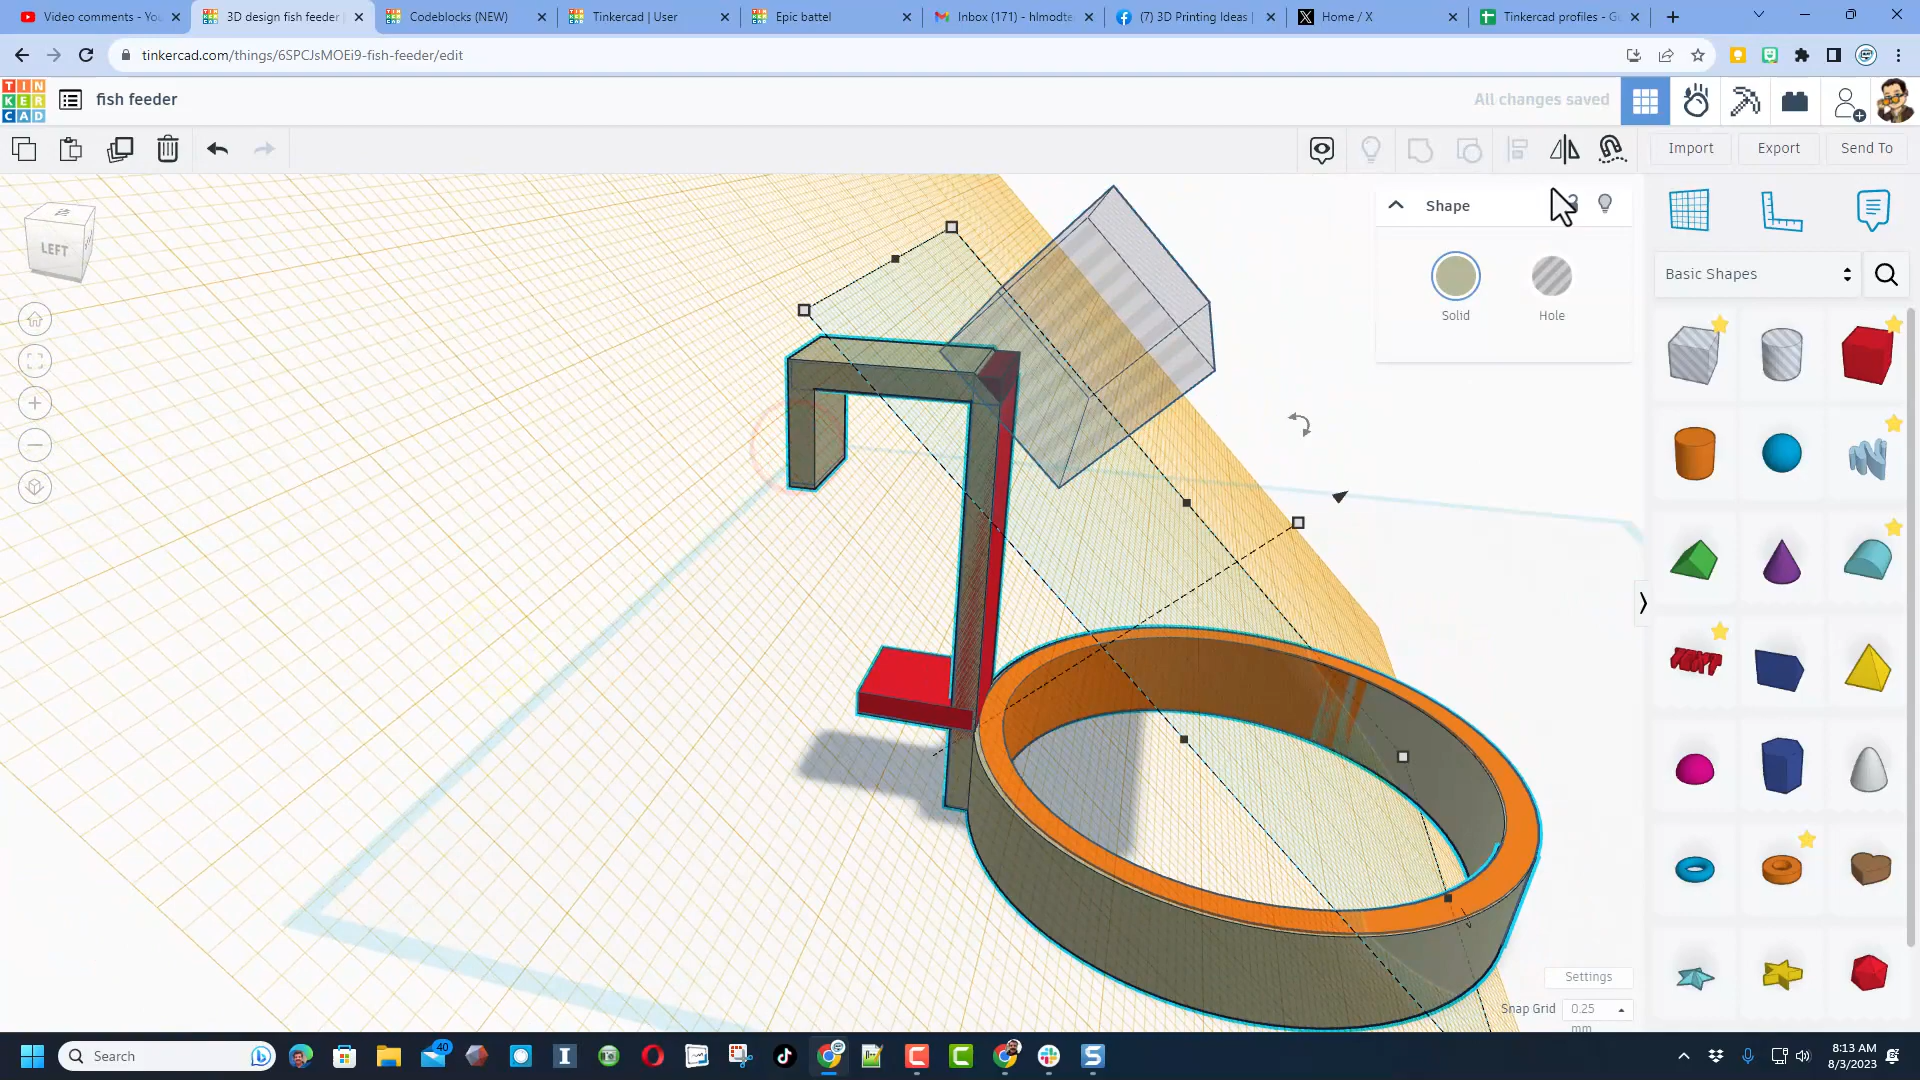 Video comments - Yo
3D design fish feeder
Codeblocks (NEW)
Tinkercad | User
Epic battel
Inbox (171) - hlmodte
(7) 3D Printing Ideas
Home / X
Tinkercad profiles - G
tinkercad.com/things/6SPCJsMOEi9-fish-feeder/edit
TIN
KER
CAD
fish feeder
All changes saved
Import
Export
Send To
LEFT
Shape
Solid
Hole
Basic Shapes
Settings
Snap Grid
0.25
mm
Search
40
8:13 AM
8/3/2023